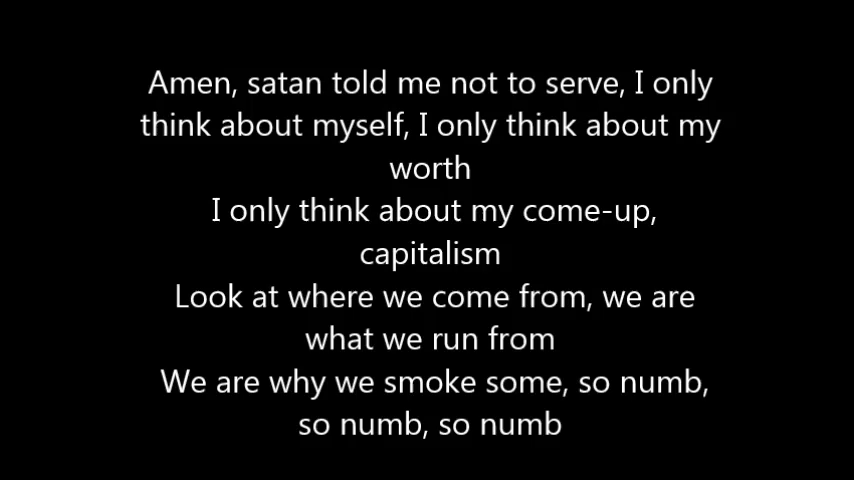 Amen, satan told me not to serve, I only
think about myself, I only think about my
worth
I only think about my come-up,
capitalism
Look at where we come from, we are
what we run from
We are why we smoke some, so numb,
so numb, so numb